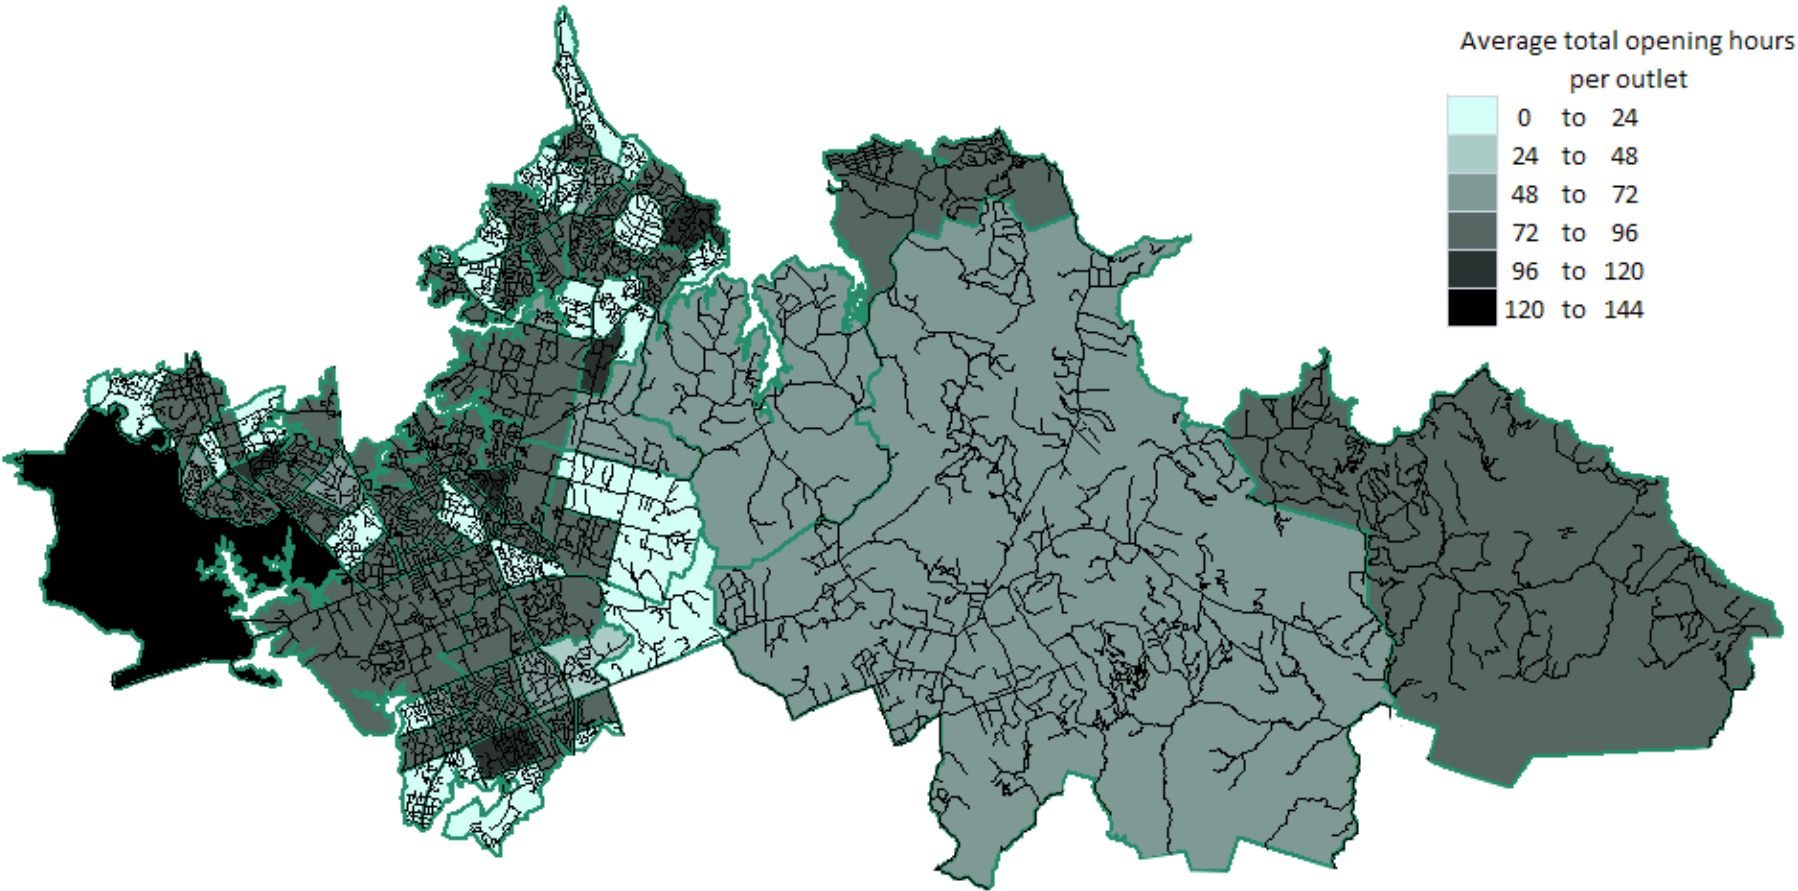 Average total opening hours
per outlet
0 to 24
24 to 48
48 to 72
72 to 96
96 to 120
120 to 144